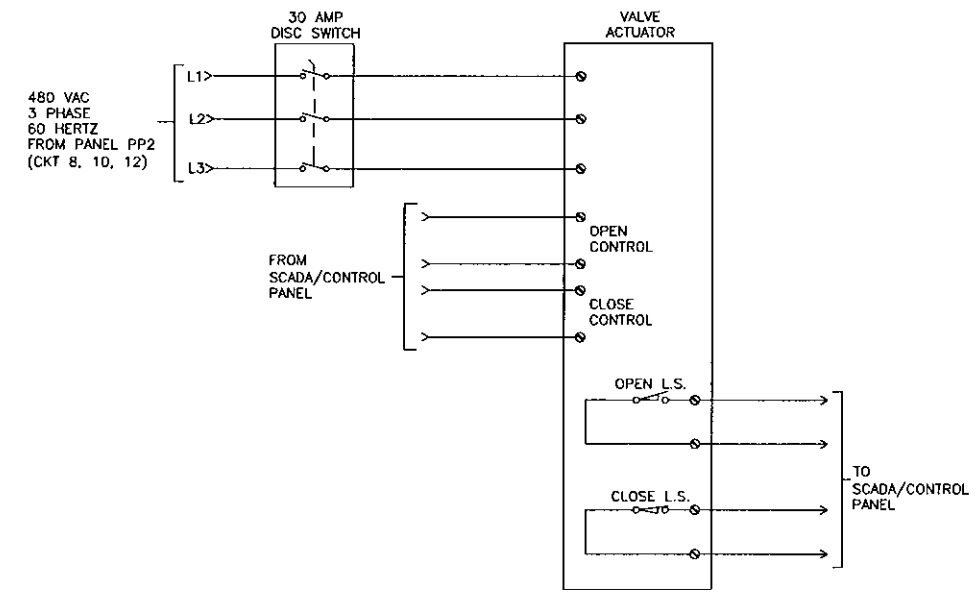 30 AMP
DISC SWITCH
VALVE
ACTUATOR
480 VAC
3 PHASE
60 HERTZ
FROM PANEL PP2
(CKT 8, 10, 12)
L1
L2
L3
FROM
SCADA/CONTROL
PANEL
OPEN
CONTROL
CLOSE
CONTROL
OPEN L.S.
CLOSE L.S.
TO
SCADA/CONTROL
PANEL